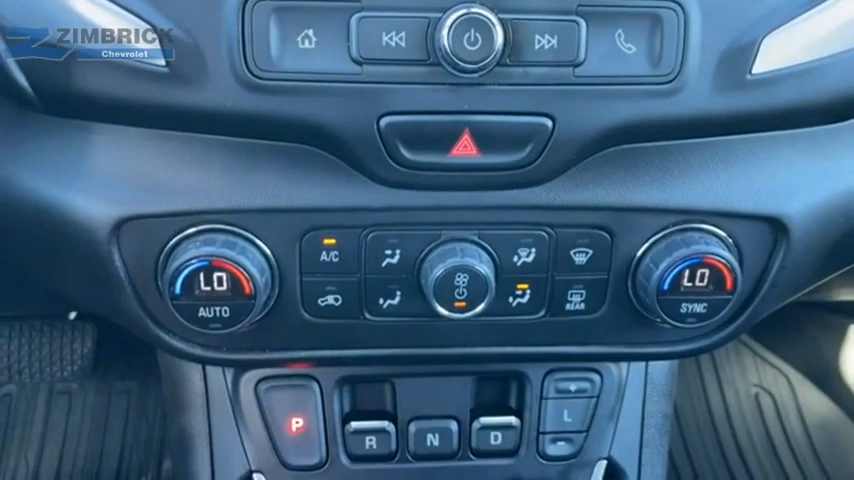 ZIMBRICK
Chevrolet
LO
AUTO
A/C
REAR
LO
SYNC
P
R
N
D
+
L
-